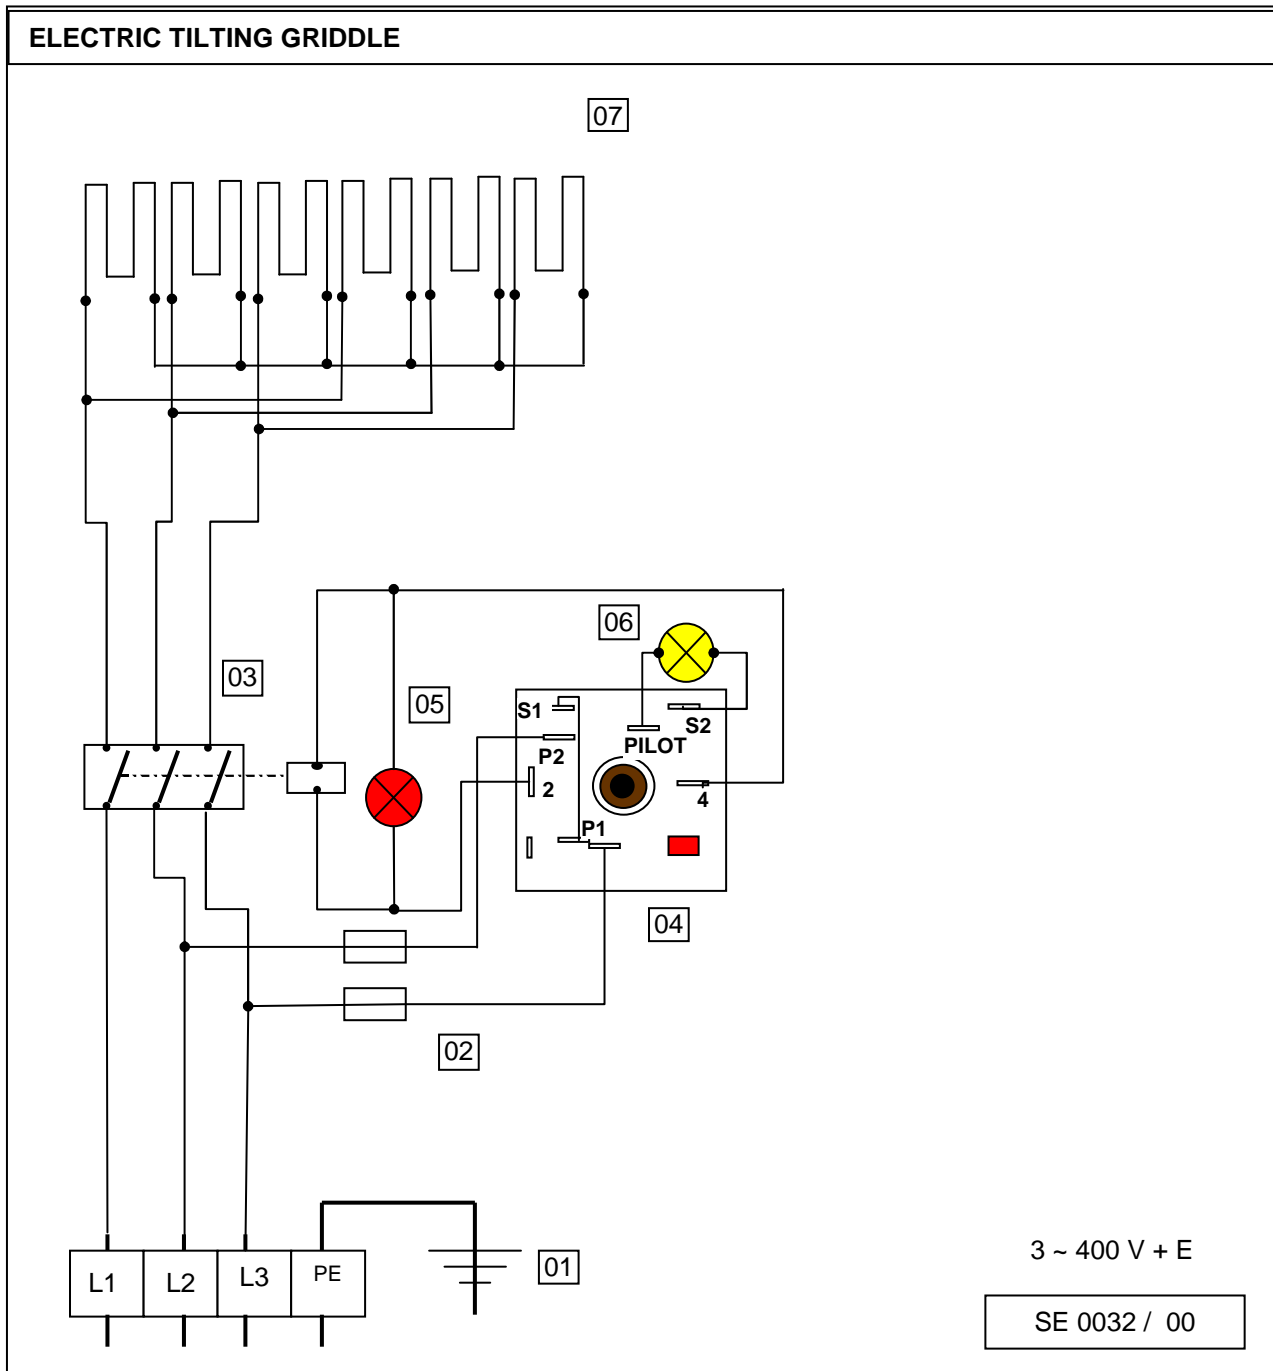 ELECTRIC TILTING GRIDDLE
07
06
03
05
S1
S2
PILOT
P2
2
4
P1
04
02
01
L1 L2 L3 PE
3 ~ 400 V + E
SE 0032 / 00